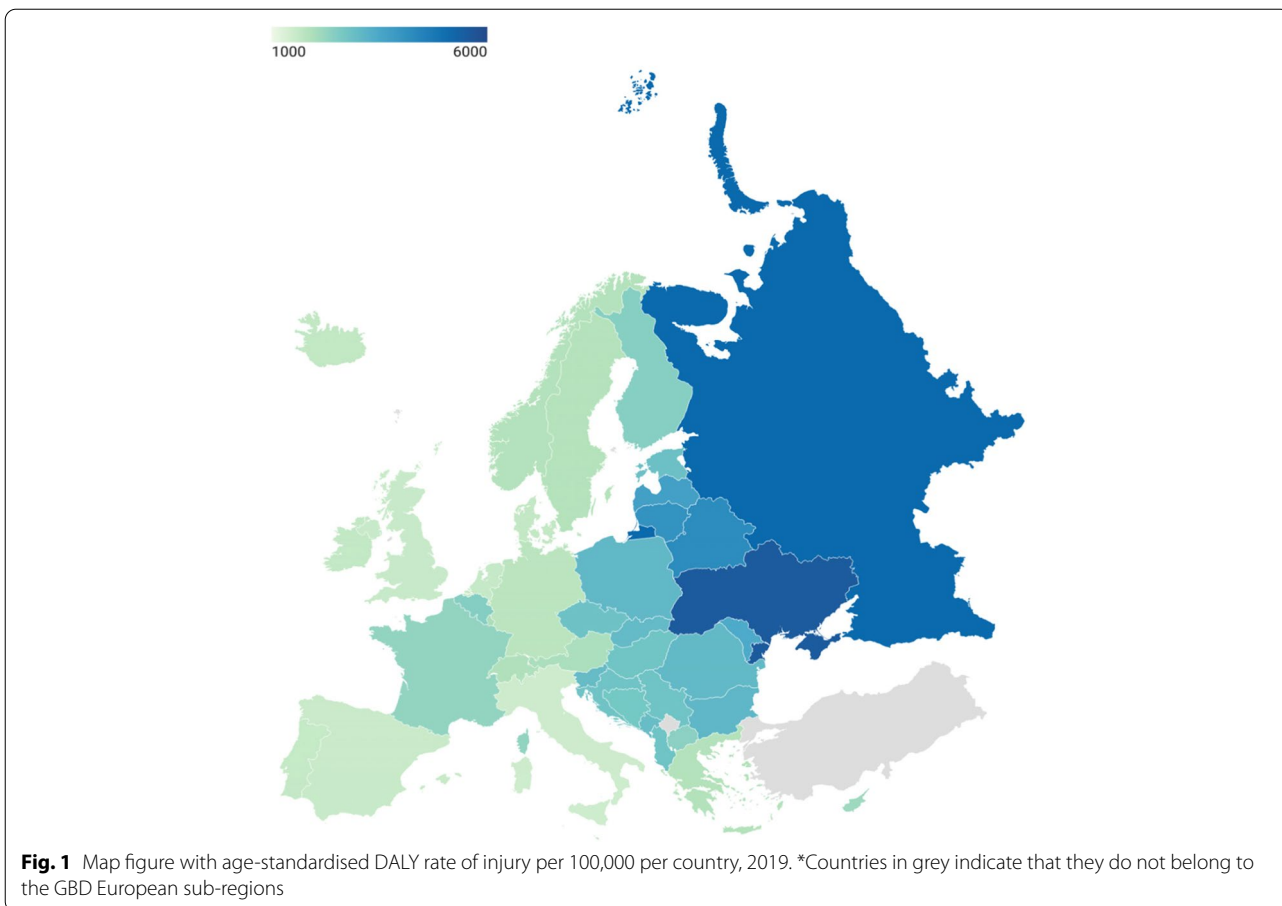 1000 6000
Fig. 1 Map figure with age-standardised DALY rate of injury per 100,000 per country, 2019. *Countries in grey indicate that they do not belong to
the GBD European sub-regions